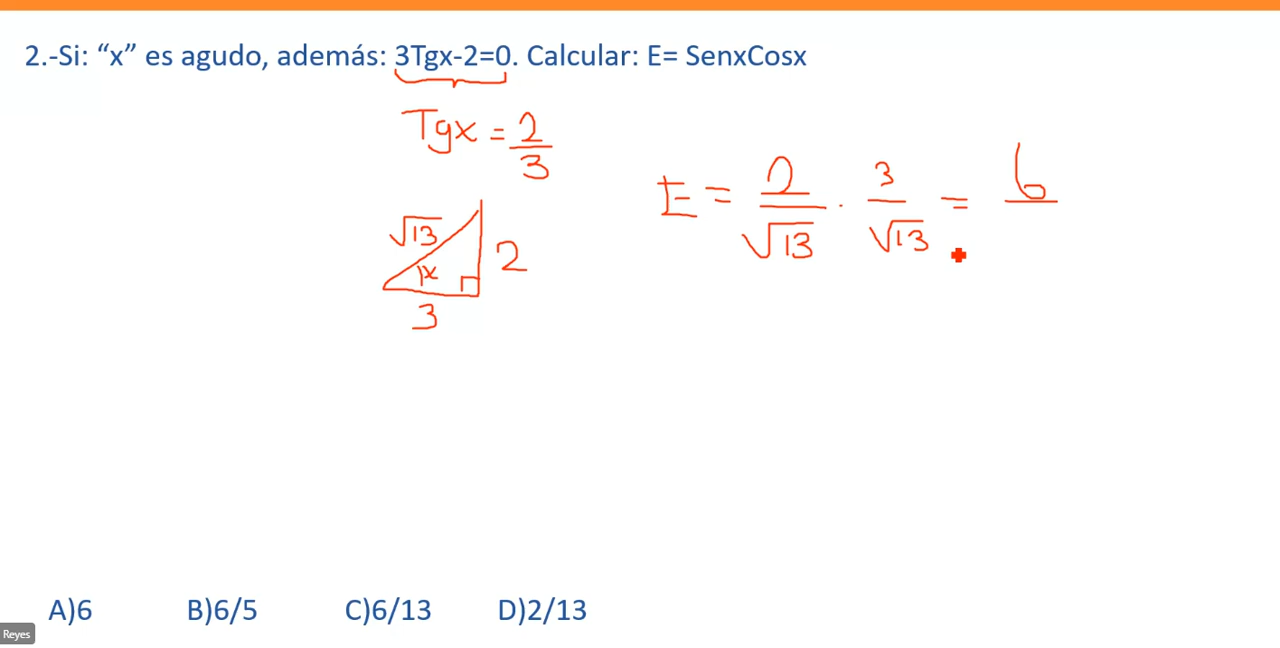 2.-Si: “x” es agudo, además: 3Tgx-2=0. Calcular: E= SenxCosx
Tgx = 2/3
E = 2/√13 · 3/√13 = 6
√13
x
2
3
A)6 B)6/5 C)6/13 D)2/13
Reyes